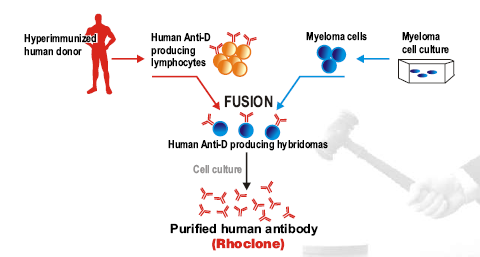 Hyperimmunized
human donor
Human Anti-D
producing
lymphocytes
Myeloma cells
Myeloma
cell culture
FUSION
Human Anti-D producing hybridomas
Cell culture
Purified human antibody
(Rhoclone)